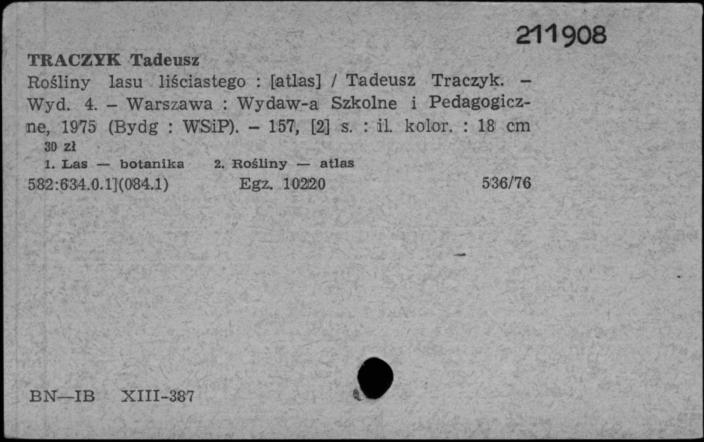 211908
TRACZYK Tadeusz
Rośliny lasu liściastego : [atlas] / Tadeusz Traczyk. —
Wyd. 4. — Warszawa : Wydaw-a Szkolne i Pedagogicz-
ne, 1975 (Bydg : WSiP). — 157, [2] s. : il. kolor. : 18 cm
30 zł
1. Las — botanika 2. Rośliny — atlas
582:634.0.1](084.1) Egz. 10220 536/76
BN—IB XIII-387